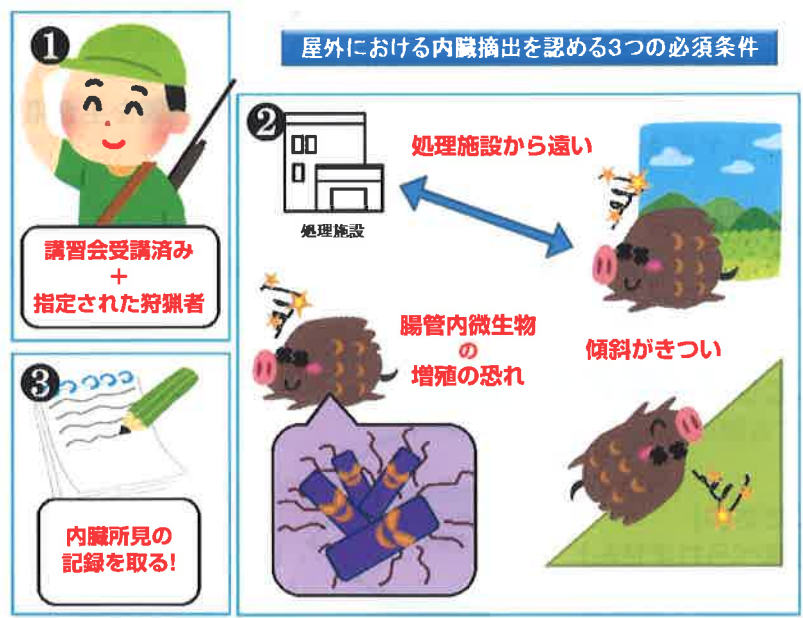 屋外における内臓摘出を認める3つの必須条件
❶
講習会受講済み
+
指定された狩猟者
❷
処理施設
処理施設から遠い
腸管内微生物
の
増殖の恐れ
傾斜がきつい
❸
内臓所見の
記録を取る!